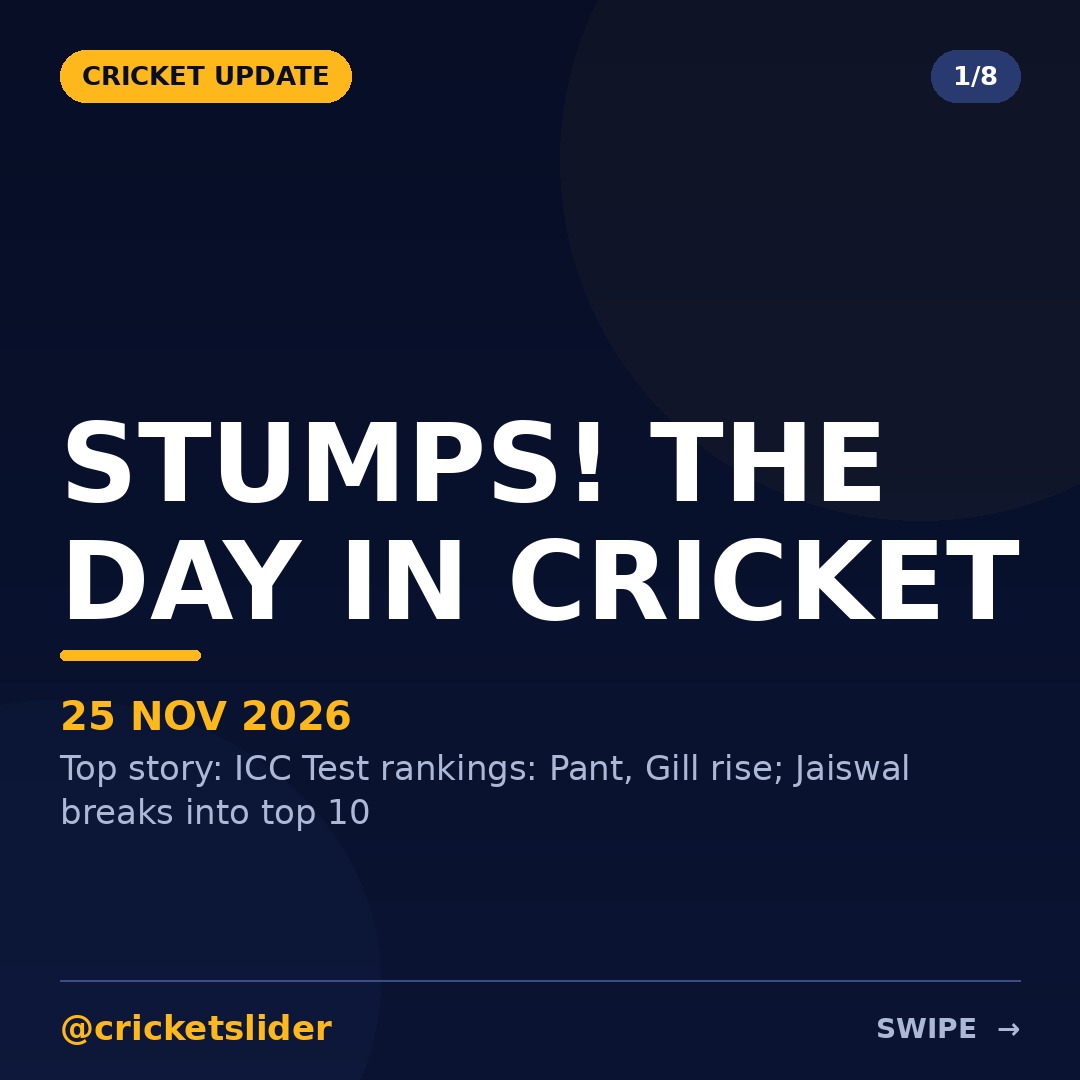 CRICKET UPDATE
1/8
STUMPS! THE
DAY IN CRICKET
25 NOV 2026
Top story: ICC Test rankings: Pant, Gill rise; Jaiswal
breaks into top 10
@cricketslider
SWIPE →